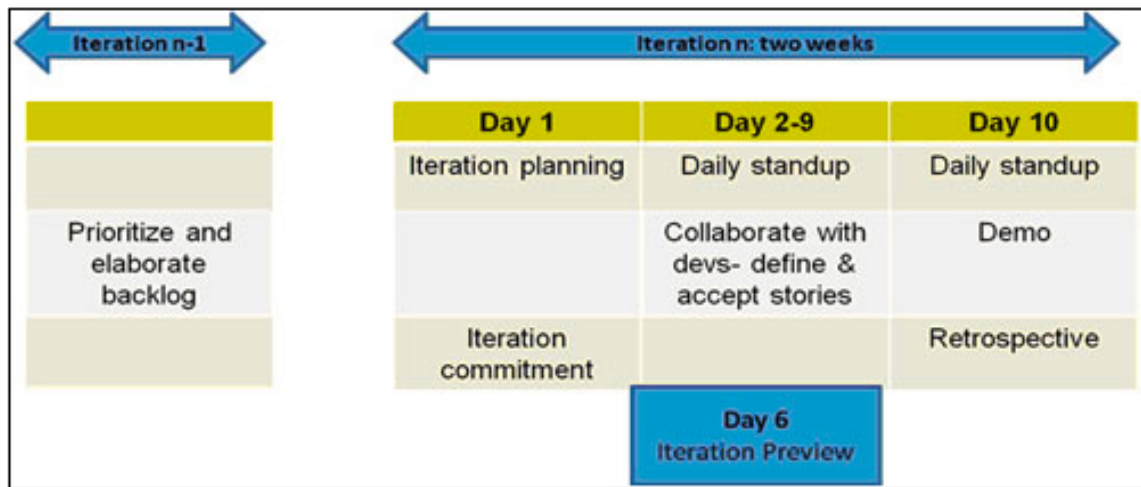 Iteration n-1
Iteration n: two weeks
Day 1
Day 2-9
Day 10
Iteration planning
Daily standup
Daily standup
Prioritize and
elaborate
backlog
Collaborate with
devs- define &
accept stories
Demo
Iteration
commitment
Retrospective
Day 6
Iteration Preview